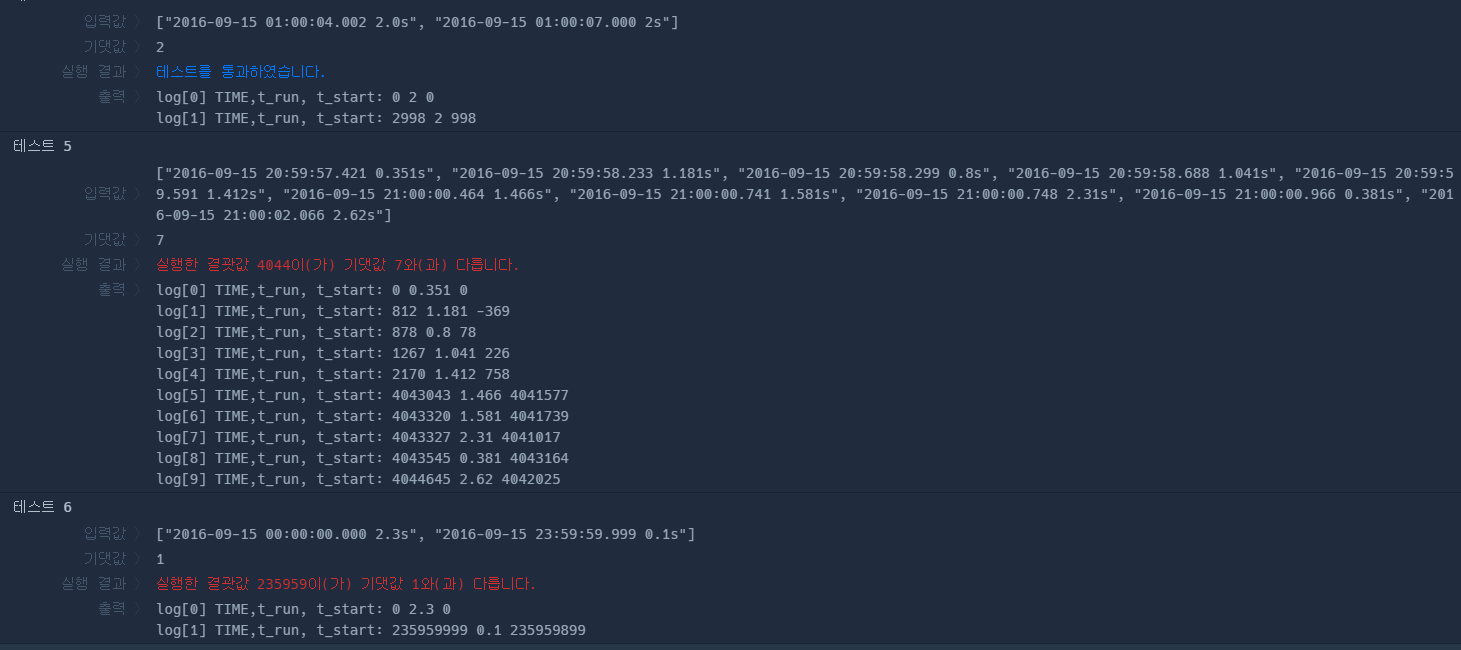 입력값 〉 ["2016-09-15 01:00:04.002 2.0s", "2016-09-15 01:00:07.000 2s"]
기댓값 〉 2
실행 결과 〉 테스트를 통과하였습니다.
출력 〉 log[0] TIME,t_run, t_start: 0 2 0
log[1] TIME,t_run, t_start: 2998 2 998
테스트 5
["2016-09-15 20:59:57.421 0.351s", "2016-09-15 20:59:58.233 1.181s", "2016-09-15 20:59:58.299 0.8s", "2016-09-15 20:59:58.688 1.041s", "2016-09-15 20:59:5
입력값 〉 9.591 1.412s", "2016-09-15 21:00:00.464 1.466s", "2016-09-15 21:00:00.741 1.581s", "2016-09-15 21:00:00.748 2.31s", "2016-09-15 21:00:00.966 0.381s", "201
6-09-15 21:00:02.066 2.62s"]
기댓값 〉 7
실행 결과 〉 실행한 결괏값 4044이(가) 기댓값 7와(과) 다릅니다.
출력 〉 log[0] TIME,t_run, t_start: 0 0.351 0
log[1] TIME,t_run, t_start: 812 1.181 -369
log[2] TIME,t_run, t_start: 878 0.8 78
log[3] TIME,t_run, t_start: 1267 1.041 226
log[4] TIME,t_run, t_start: 2170 1.412 758
log[5] TIME,t_run, t_start: 4043043 1.466 4041577
log[6] TIME,t_run, t_start: 4043320 1.581 4041739
log[7] TIME,t_run, t_start: 4043327 2.31 4041017
log[8] TIME,t_run, t_start: 4043545 0.381 4043164
log[9] TIME,t_run, t_start: 4044645 2.62 4042025
테스트 6
입력값 〉 ["2016-09-15 00:00:00.000 2.3s", "2016-09-15 23:59:59.999 0.1s"]
기댓값 〉 1
실행 결과 〉 실행한 결괏값 235959이(가) 기댓값 1와(과) 다릅니다.
출력 〉 log[0] TIME,t_run, t_start: 0 2.3 0
log[1] TIME,t_run, t_start: 235959999 0.1 235959899